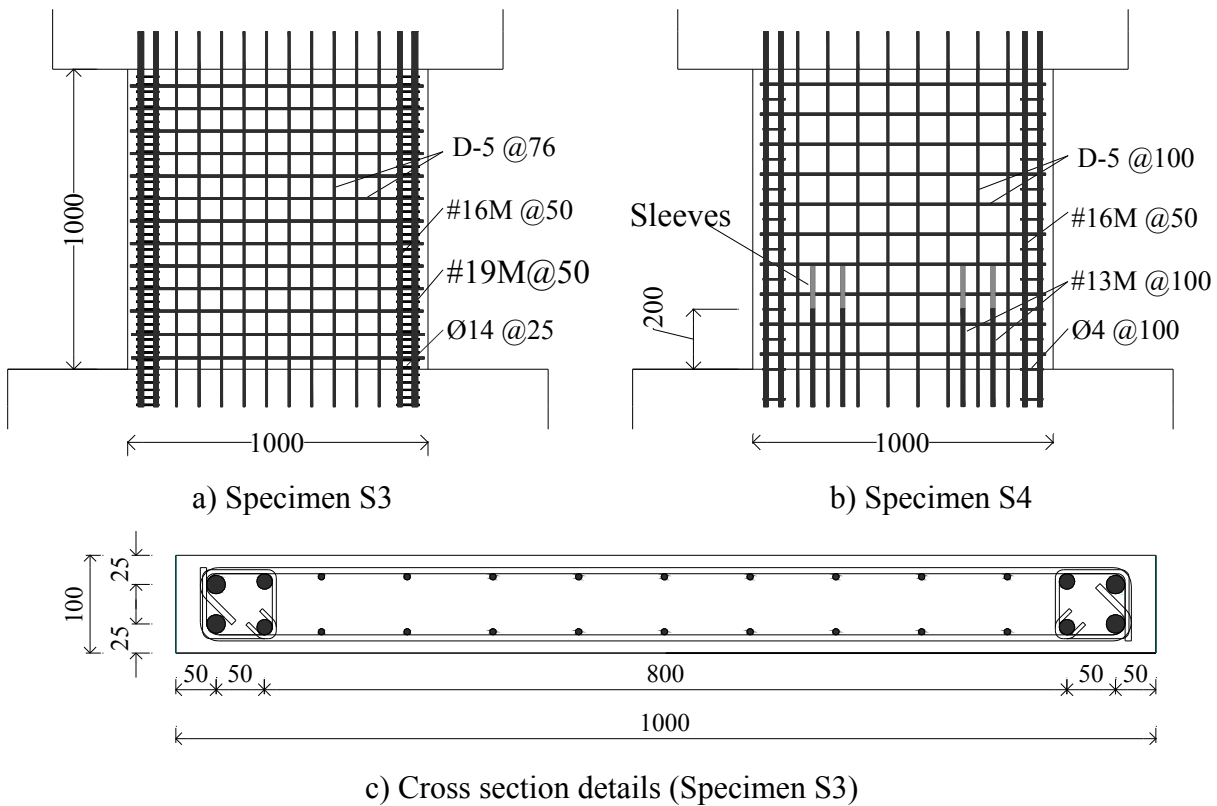 D-5 @76
#16M @50
#19M@50
Ø14 @25
1000
1000
a) Specimen S3
Sleeves
D-5 @100
#16M @50
#13M @100
Ø4 @100
200
1000
b) Specimen S4
100
25
25
50
50
800
50
50
1000
c) Cross section details (Specimen S3)